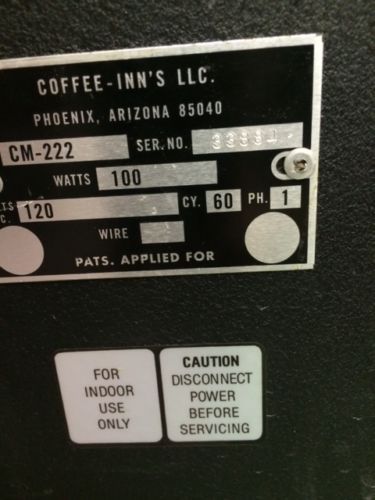 COFFEE-INN'S LLC.
PHOENIX, ARIZONA 85040
CM-222 SER. NO.
WATTS 100
LTS 120 CY. 60 PH. 1
C.
WIRE
PATS. APPLIED FOR
FOR
INDOOR
USE
ONLY
CAUTION
DISCONNECT
POWER
BEFORE
SERVICING